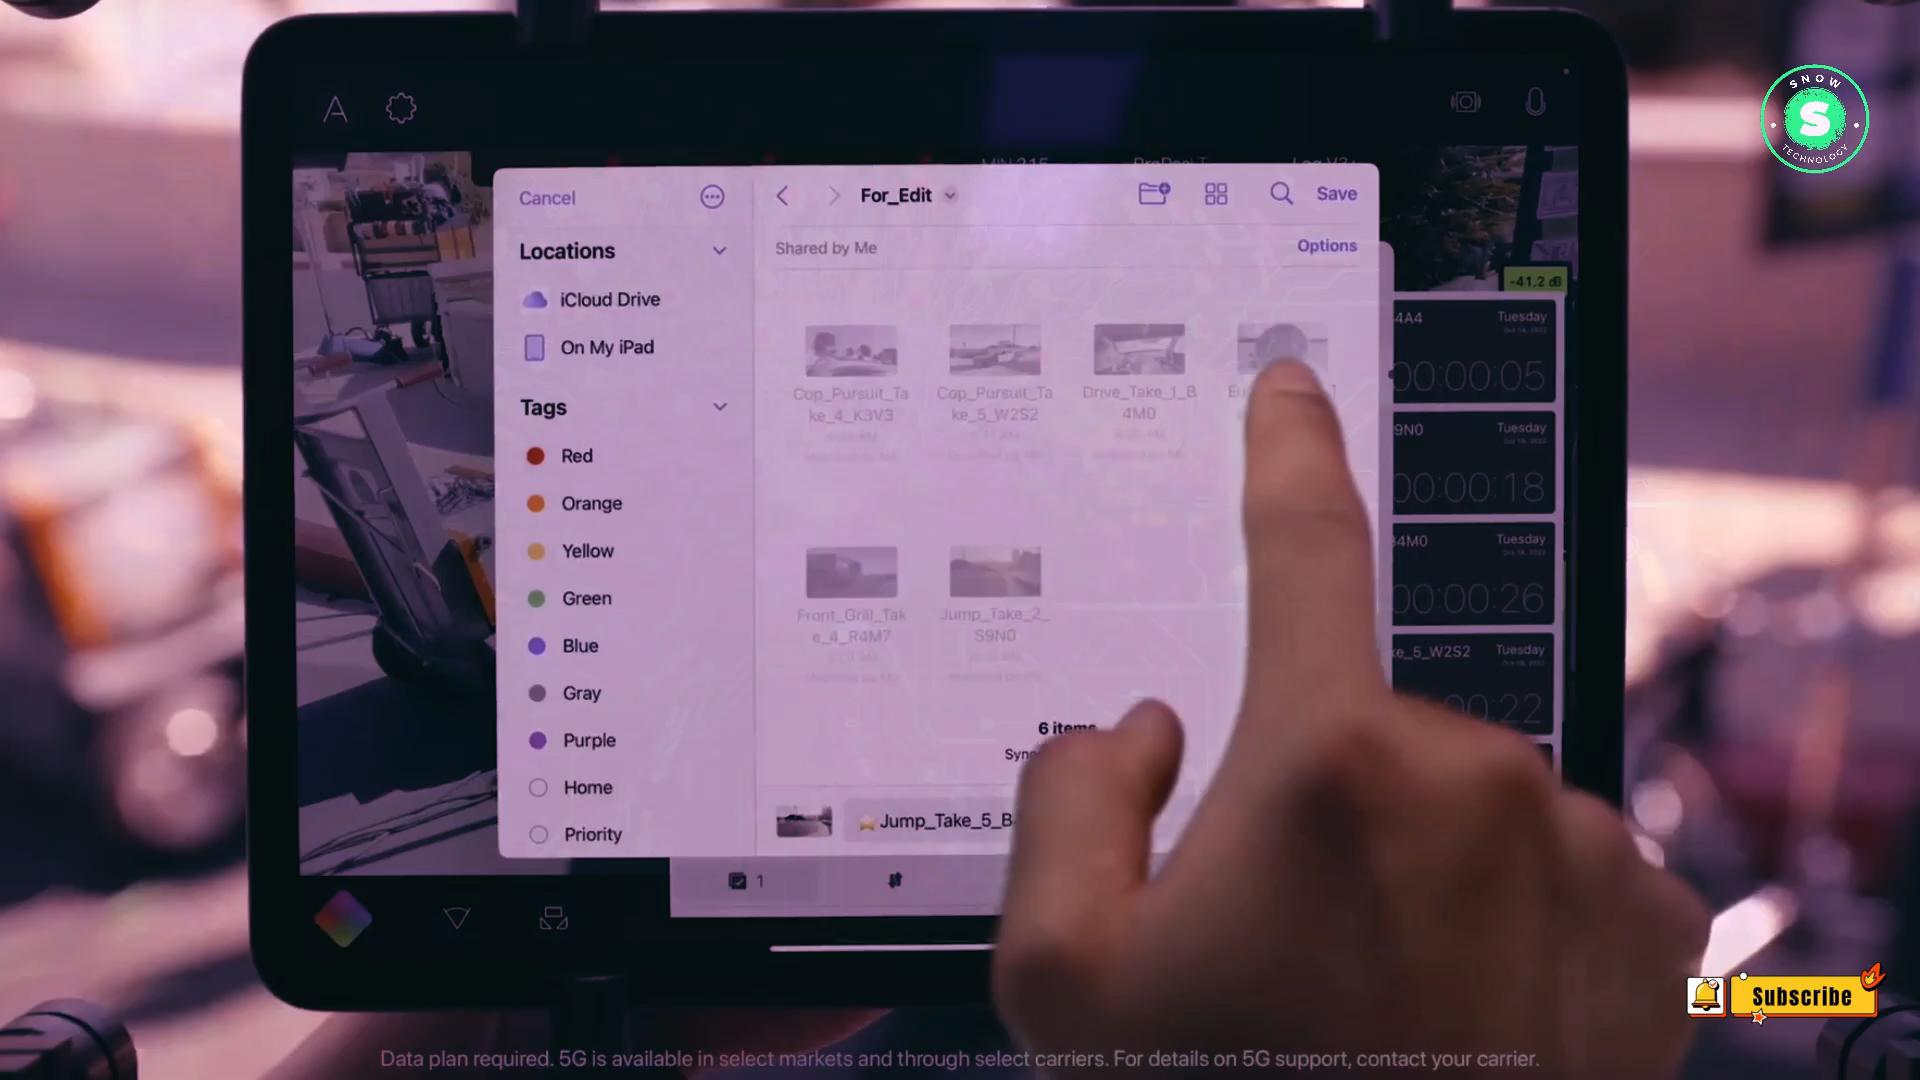 SNOW
S
TECHNOLOGY
-41.2 dB
Cancel
For_Edit
Save
Locations
Shared by Me
Options
iCloud Drive
On My iPad
Tags
Red
Orange
Yellow
Green
Blue
Gray
Purple
Home
Priority
Cop_Pursuit_Ta
ke_4_K3V3
Cop_Pursuit_Ta
ke_5_W2S2
Drive_Take_1_B
4M0
Front_Grill_Tak
e_4_R4M7
Jump_Take_2_
S9N0
6 items
Jump_Take_5_B
1
4A4
Tuesday
00:00:05
9N0
Tuesday
00:00:18
4M0
Tuesday
00:00:26
ke_5_W2S2
Tuesday
00:22
Subscribe
Data plan required. 5G is available in select markets and through select carriers. For details on 5G support, contact your carrier.